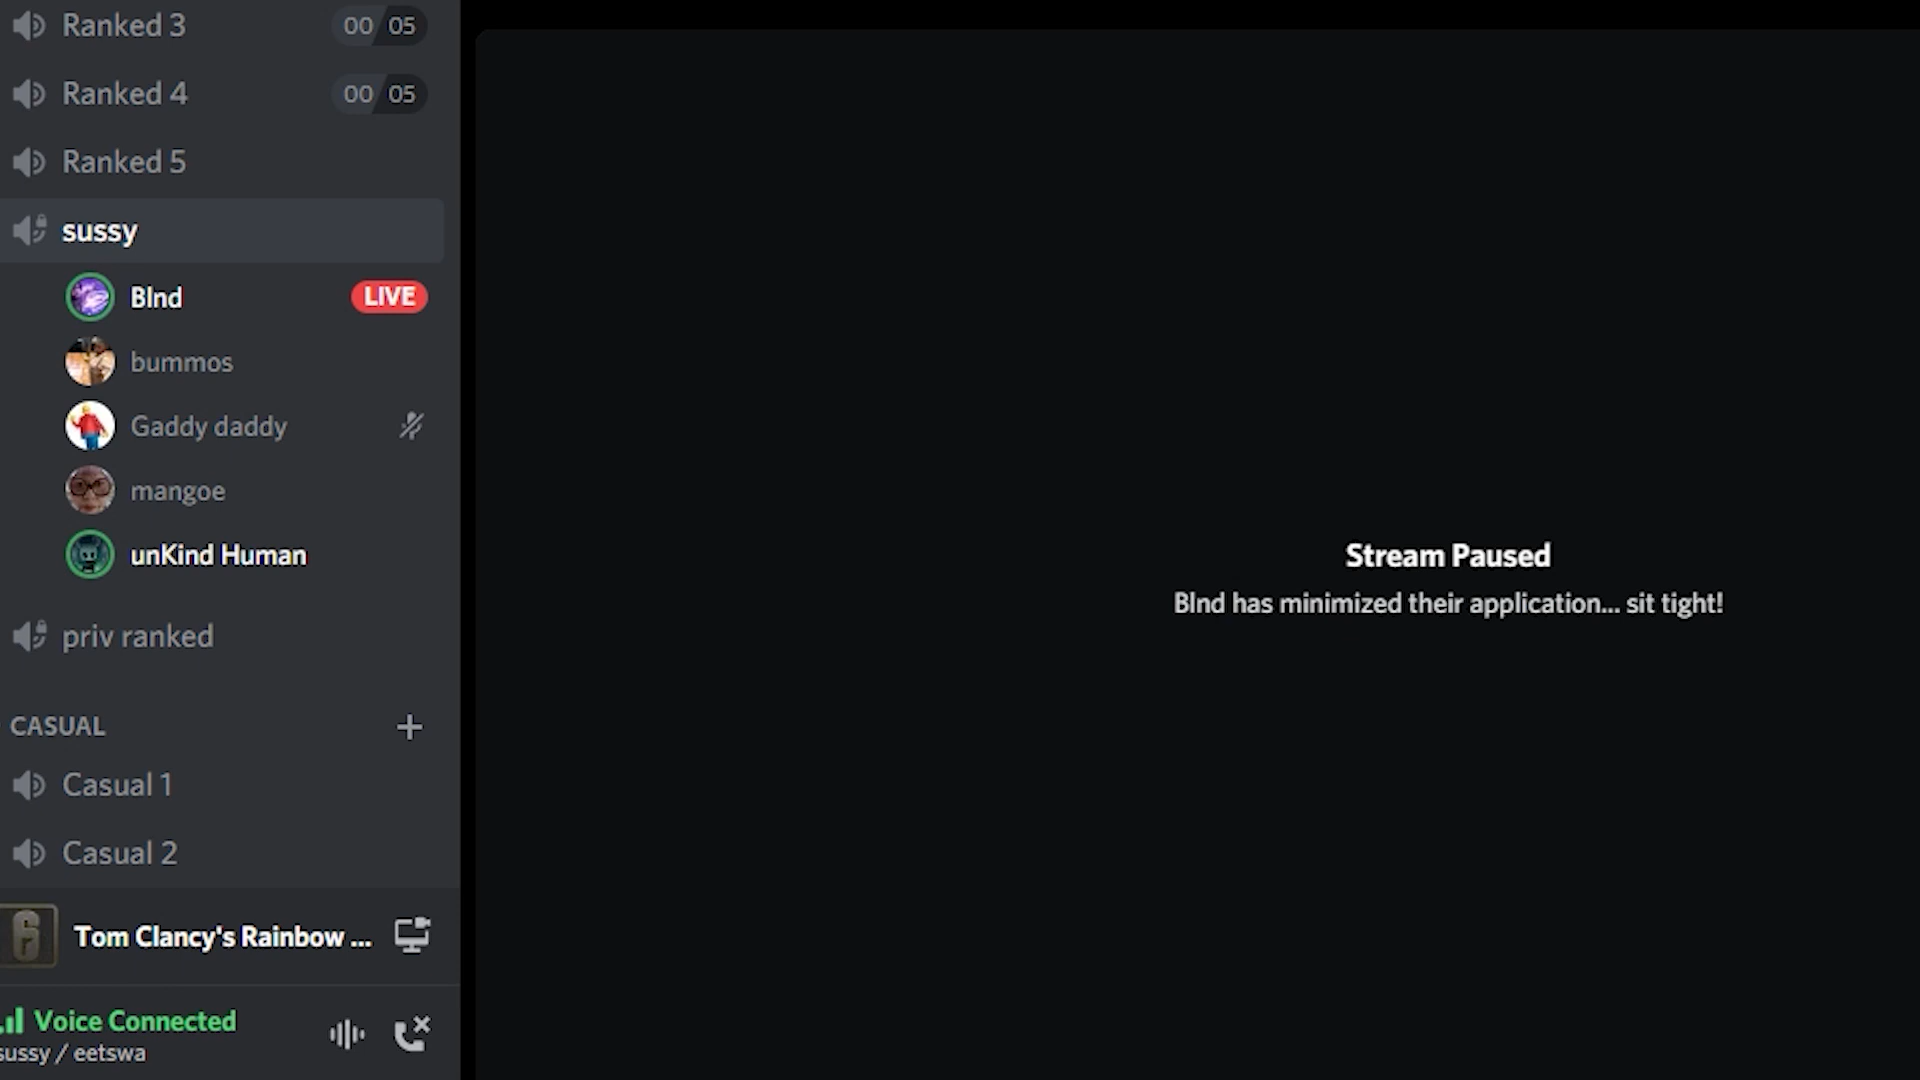 Ranked 3
00 05
Ranked 4
00 05
Ranked 5
sussy
Blnd
LIVE
bummos
Gaddy daddy
mangoe
unKind Human
priv ranked
CASUAL
Casual 1
Casual 2
6
Tom Clancy's Rainbow ...
Voice Connected
sussy / eetswa
Stream Paused
Blnd has minimized their application... sit tight!